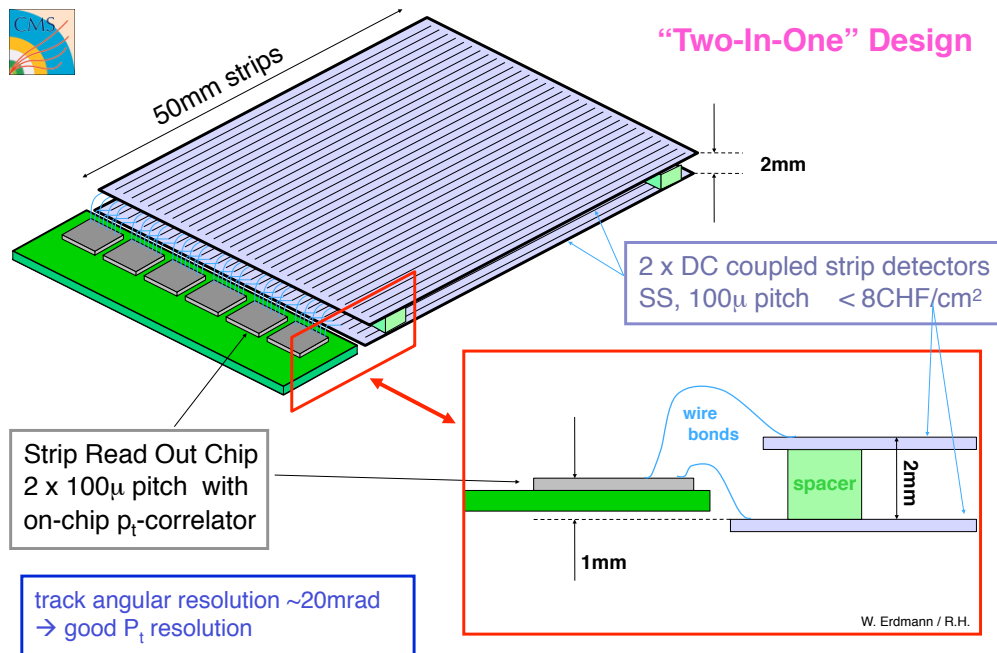 CMS
“Two-In-One” Design
50mm strips
2mm
2 x DC coupled strip detectors
SS, 100μ pitch < 8CHF/cm²
wire
bonds
Strip Read Out Chip
2 x 100μ pitch with
on-chip pₜ-correlator
spacer
2mm
1mm
track angular resolution ~20mrad
→ good Pₜ resolution
W. Erdmann / R.H.